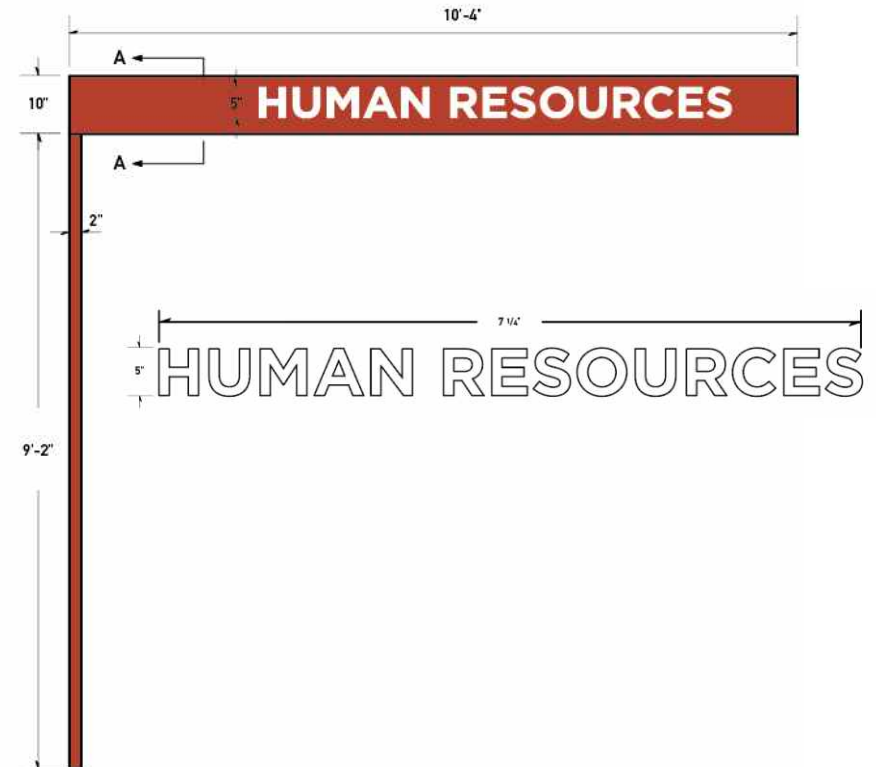 10'-4"
A
10"
5"
HUMAN RESOURCES
A
2"
7 1/4"
5"
HUMAN RESOURCES
9'-2"